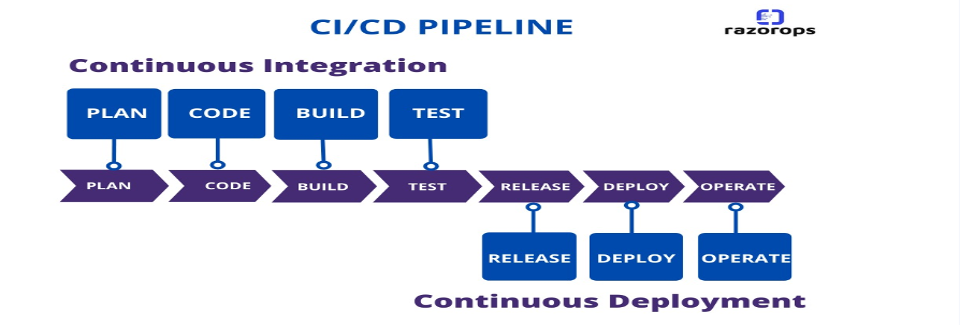 CI/CD PIPELINE
razorops
Continuous Integration
PLAN CODE BUILD TEST
PLAN CODE BUILD TEST RELEASE DEPLOY OPERATE
RELEASE DEPLOY OPERATE
Continuous Deployment